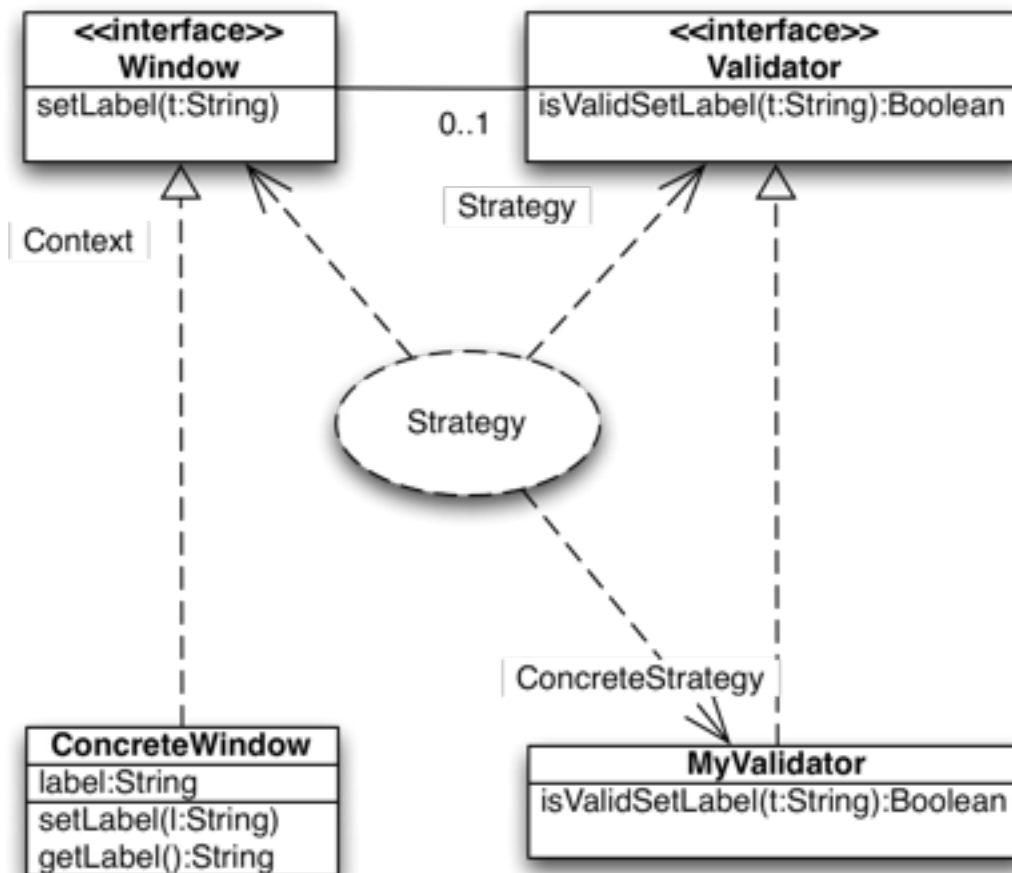 <<interface>>
Window
setLabel(t:String)
<<interface>>
Validator
isValidSetLabel(t:String):Boolean
0..1
Strategy
Context
Strategy
ConcreteStrategy
ConcreteWindow
label:String
setLabel(l:String)
getLabel():String
MyValidator
isValidSetLabel(t:String):Boolean